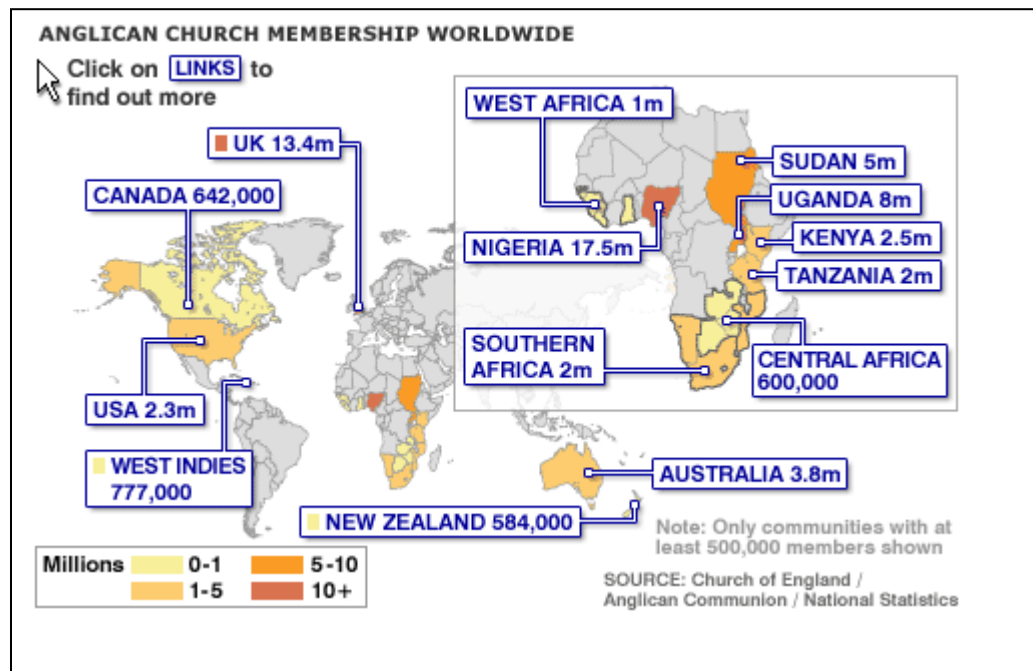 ANGLICAN CHURCH MEMBERSHIP WORLDWIDE
Click on LINKS to
find out more
WEST AFRICA 1m
UK 13.4m
SUDAN 5m
CANADA 642,000
UGANDA 8m
NIGERIA 17.5m
KENYA 2.5m
TANZANIA 2m
SOUTHERN
AFRICA 2m
CENTRAL AFRICA
600,000
USA 2.3m
WEST INDIES
777,000
AUSTRALIA 3.8m
NEW ZEALAND 584,000
Note: Only communities with at
least 500,000 members shown
Millions 0-1 5-10
1-5 10+
SOURCE: Church of England /
Anglican Communion / National Statistics